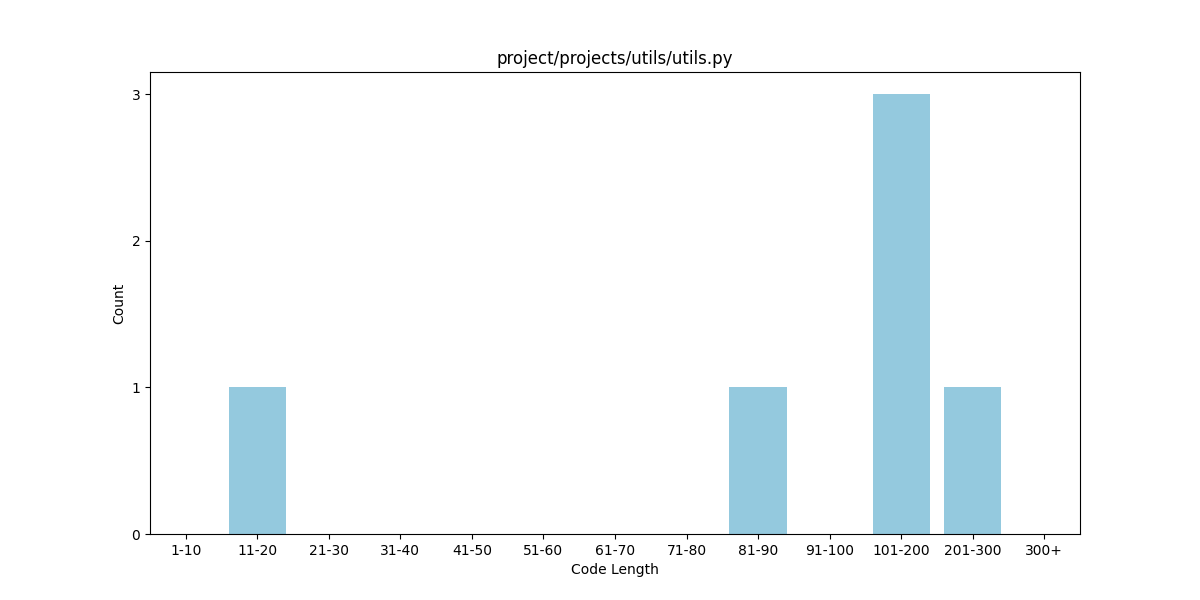 project/projects/utils/utils.py
3
2
1
0
Count
1-10 11-20 21-30 31-40 41-50 51-60 61-70 71-80 81-90 91-100 101-200 201-300 300+
Code Length